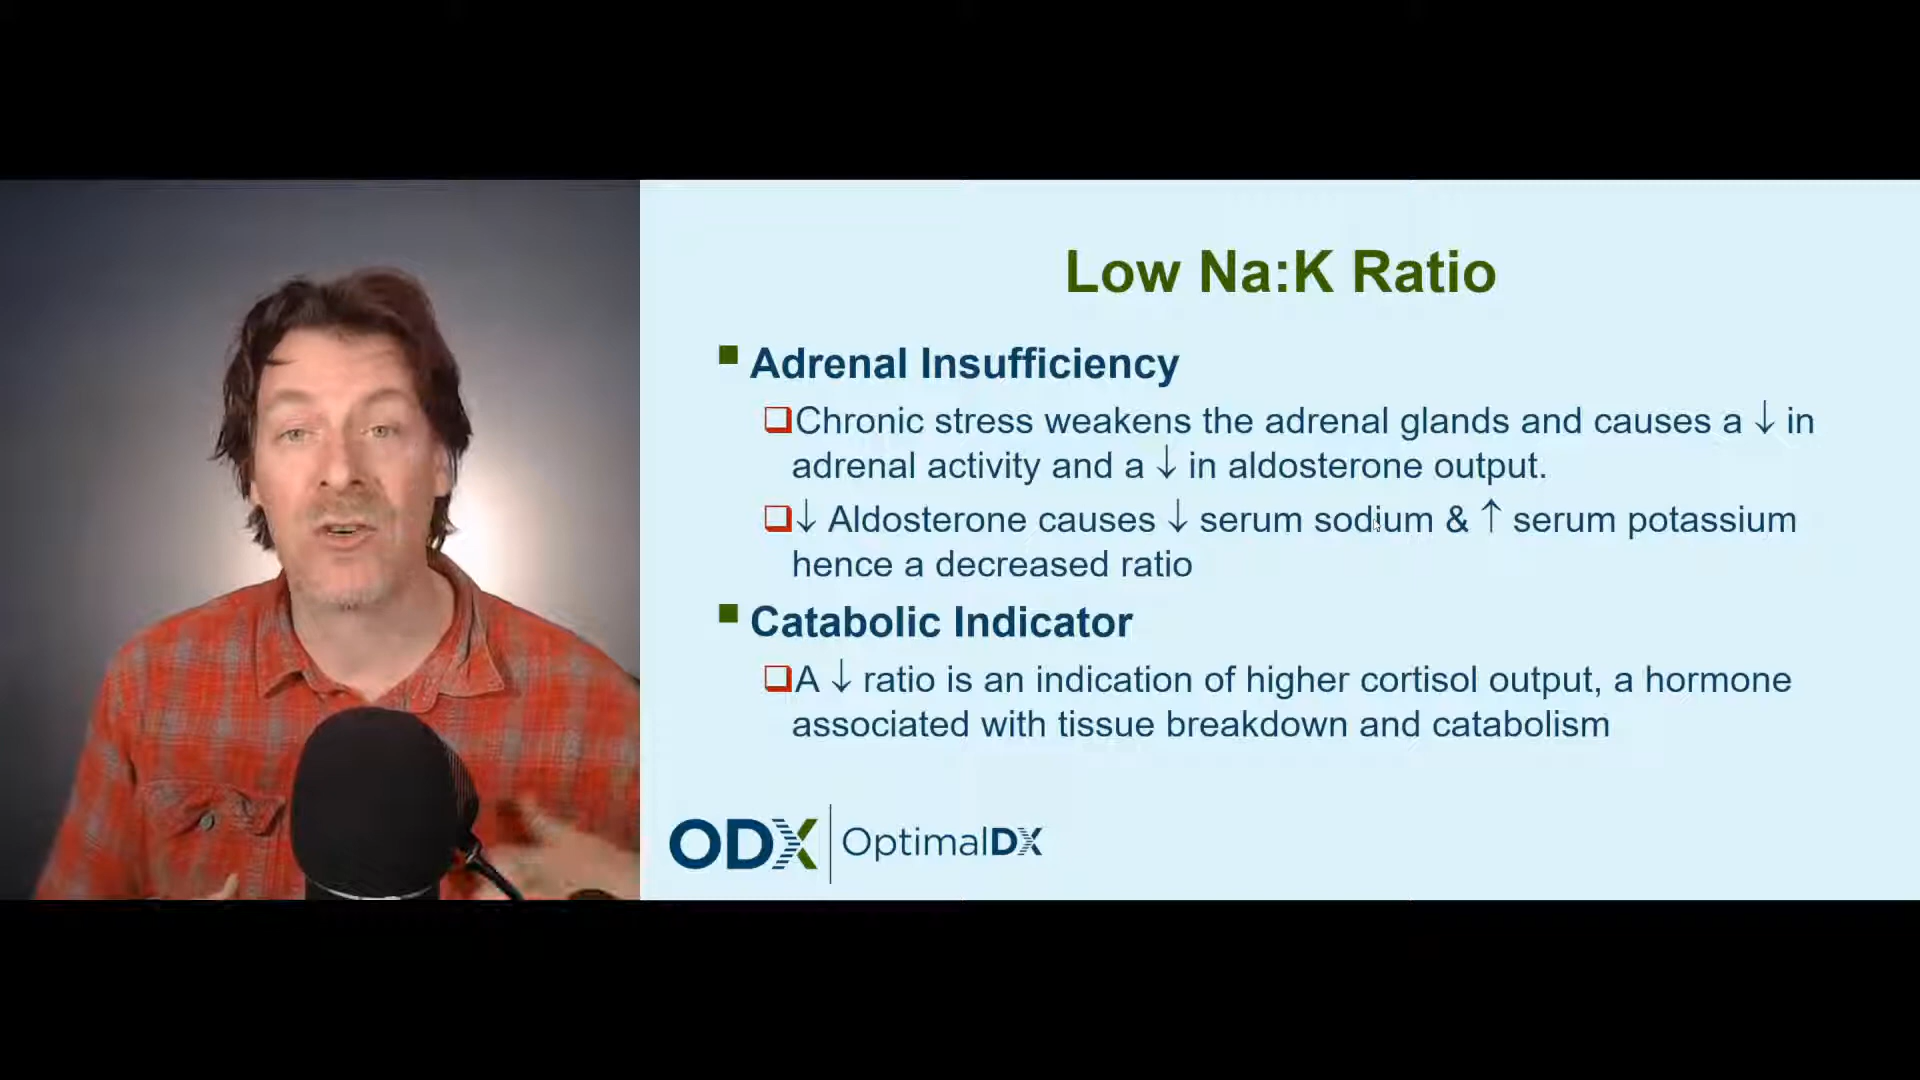 Low Na:K Ratio
Adrenal Insufficiency
Chronic stress weakens the adrenal glands and causes a ↓ in
adrenal activity and a ↓ in aldosterone output.
↓ Aldosterone causes ↓ serum sodium & ↑ serum potassium
hence a decreased ratio
Catabolic Indicator
A ↓ ratio is an indication of higher cortisol output, a hormone
associated with tissue breakdown and catabolism
ODX OptimalDX